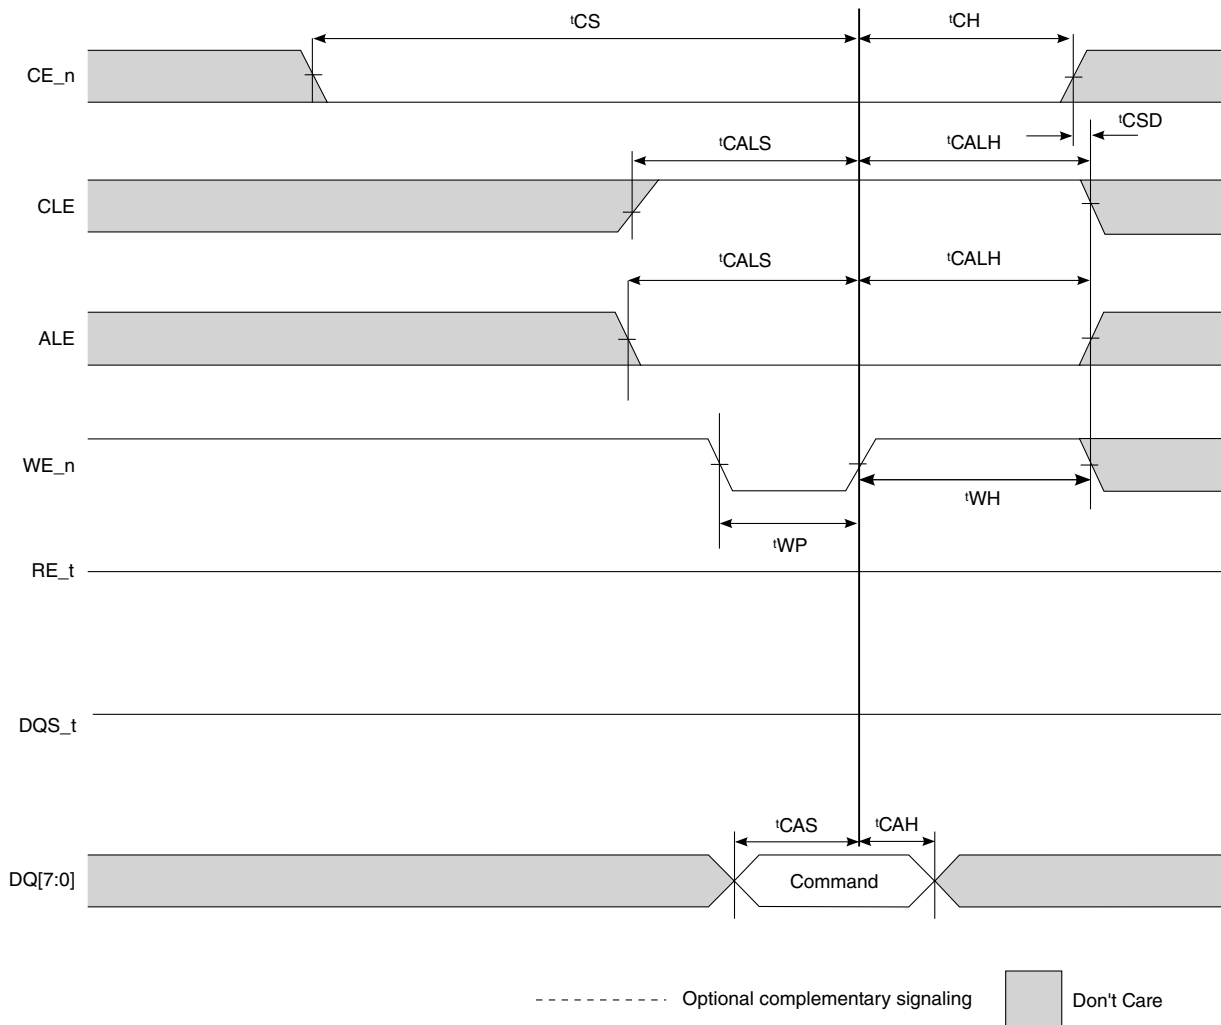 tCS
tCH
CE_n
tCSD
tCALS
tCALH
CLE
tCALS
tCALH
ALE
WE_n
tWH
tWP
RE_t
DQS_t
tCAS
tCAH
DQ[7:0]
Command
Optional complementary signaling
Don't Care